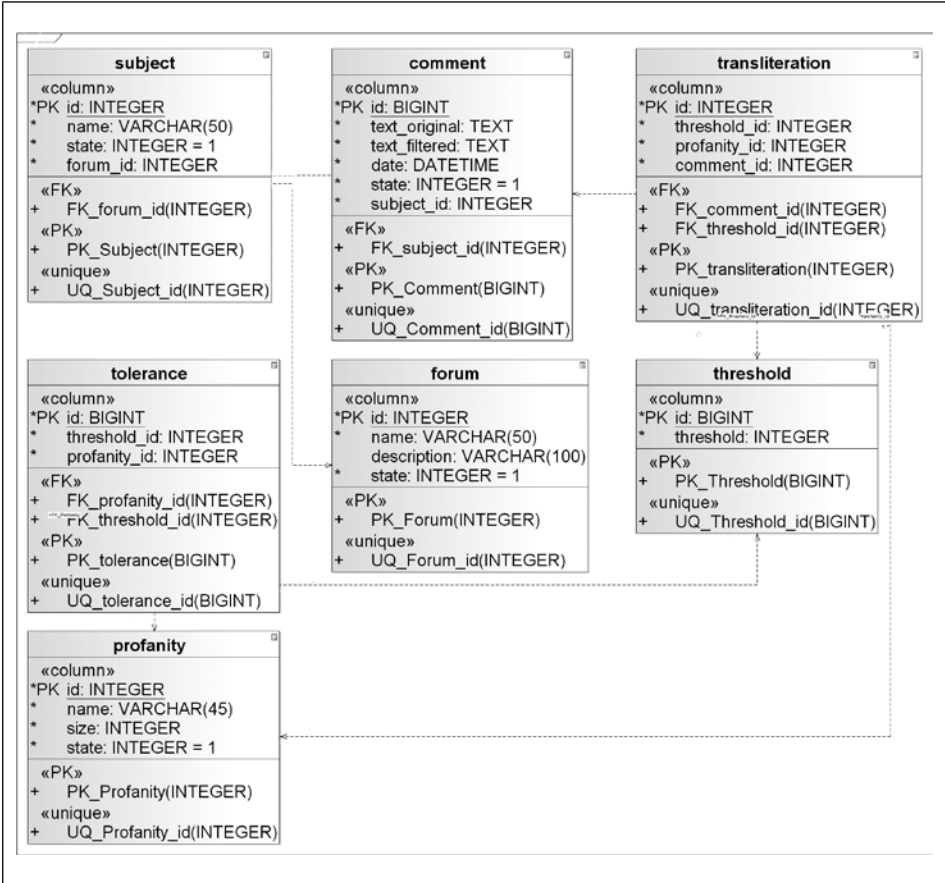 subject
«column»
*PK id: INTEGER
* name: VARCHAR(50)
* state: INTEGER = 1
* forum_id: INTEGER
«FK»
+ FK_forum_id(INTEGER)
«PK»
+ PK_Subject(INTEGER)
«unique»
+ UQ_Subject_id(INTEGER)
comment
«column»
*PK id: BIGINT
* text_original: TEXT
* text_filtered: TEXT
* date: DATETIME
* state: INTEGER = 1
* subject_id: INTEGER
«FK»
+ FK_subject_id(INTEGER)
«PK»
+ PK_Comment(BIGINT)
«unique»
+ UQ_Comment_id(BIGINT)
transliteration
«column»
*PK id: INTEGER
* threshold_id: INTEGER
* profanity_id: INTEGER
* comment_id: INTEGER
«FK»
+ FK_comment_id(INTEGER)
+ FK_threshold_id(INTEGER)
«PK»
+ PK_transliteration(INTEGER)
«unique»
+ UQ_transliteration_id(INTEGER)
tolerance
«column»
*PK id: BIGINT
* threshold_id: INTEGER
* profanity_id: INTEGER
«FK»
+ FK_profanity_id(INTEGER)
+ FK_threshold_id(INTEGER)
«PK»
+ PK_tolerance(BIGINT)
«unique»
+ UQ_tolerance_id(BIGINT)
forum
«column»
*PK id: INTEGER
* name: VARCHAR(50)
description: VARCHAR(100)
* state: INTEGER = 1
«PK»
+ PK_Forum(INTEGER)
«unique»
+ UQ_Forum_id(INTEGER)
threshold
«column»
*PK id: BIGINT
* threshold: INTEGER
«PK»
+ PK_Threshold(BIGINT)
«unique»
+ UQ_Threshold_id(BIGINT)
profanity
«column»
*PK id: INTEGER
* name: VARCHAR(45)
* size: INTEGER
* state: INTEGER = 1
«PK»
+ PK_Profanity(INTEGER)
«unique»
+ UQ_Profanity_id(INTEGER)